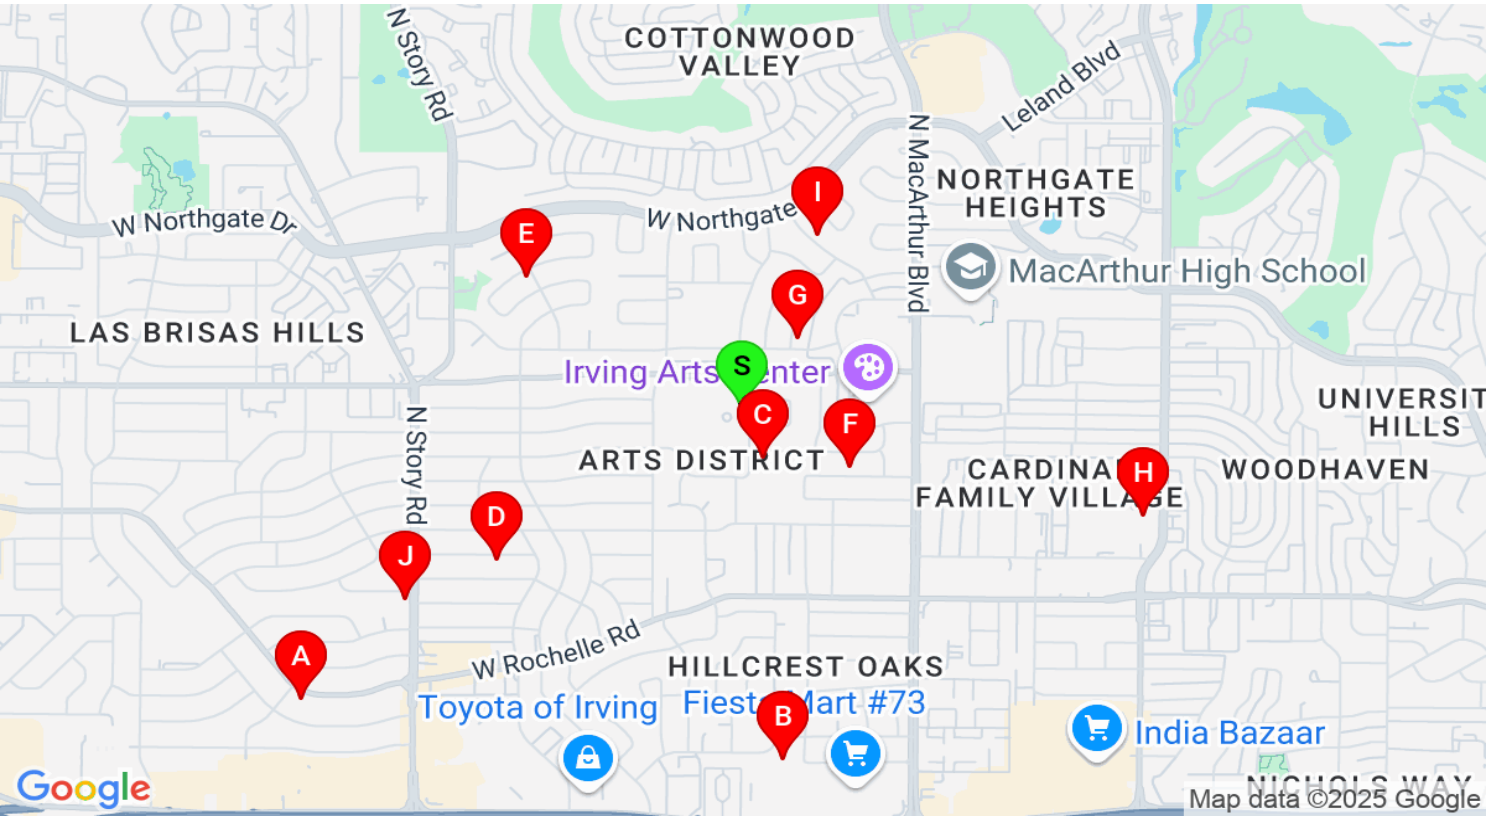 N Story Rd
COTTONWOOD
VALLEY
Leland Blvd
N MacArthur Blvd
NORTHGATE
HEIGHTS
I
W Northgate Dr
W Northgate
E
MacArthur High School
G
LAS BRISAS HILLS
S
Irving Arts Center
C
F
UNIVERSIT
HILLS
N Story Rd
ARTS DISTRICT
CARDINAL
FAMILY VILLAGE
H
WOODHAVEN
D
J
A
W Rochelle Rd
HILLCREST OAKS
Toyota of Irving
Fiesta Mart #73
B
India Bazaar
NICHOLS WAY
Google
Map data ©2025 Google